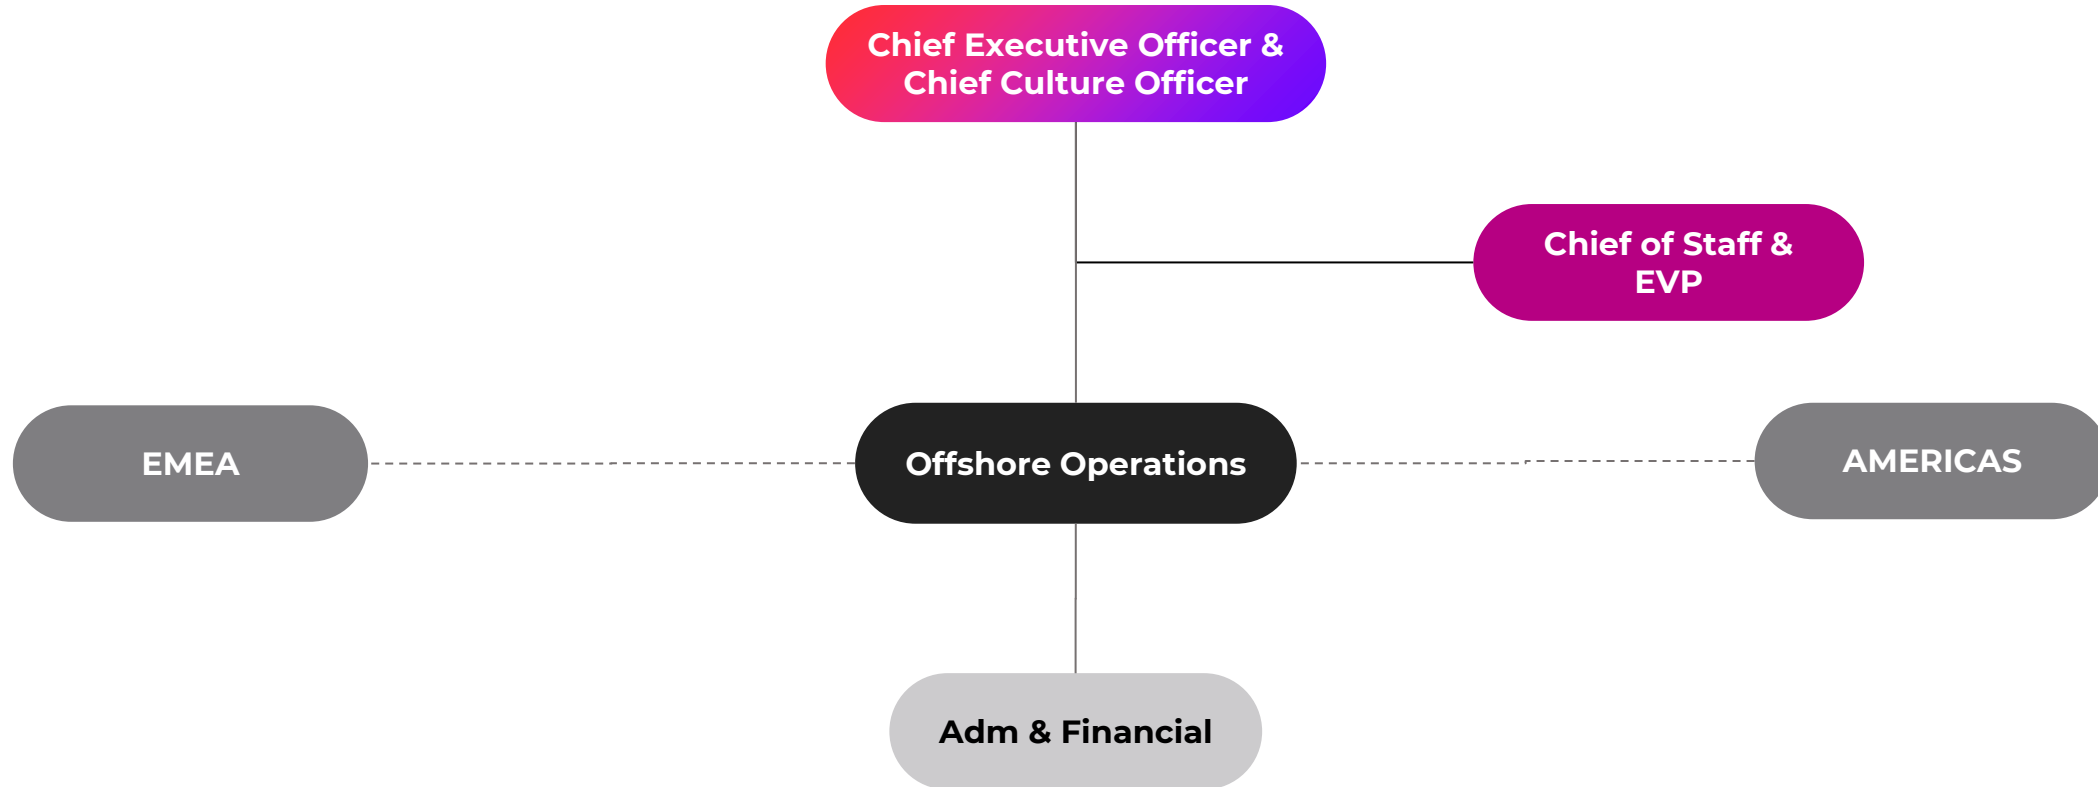 Chief Executive Officer &
Chief Culture Officer
Chief of Staff &
EVP
EMEA
Offshore Operations
AMERICAS
Adm & Financial